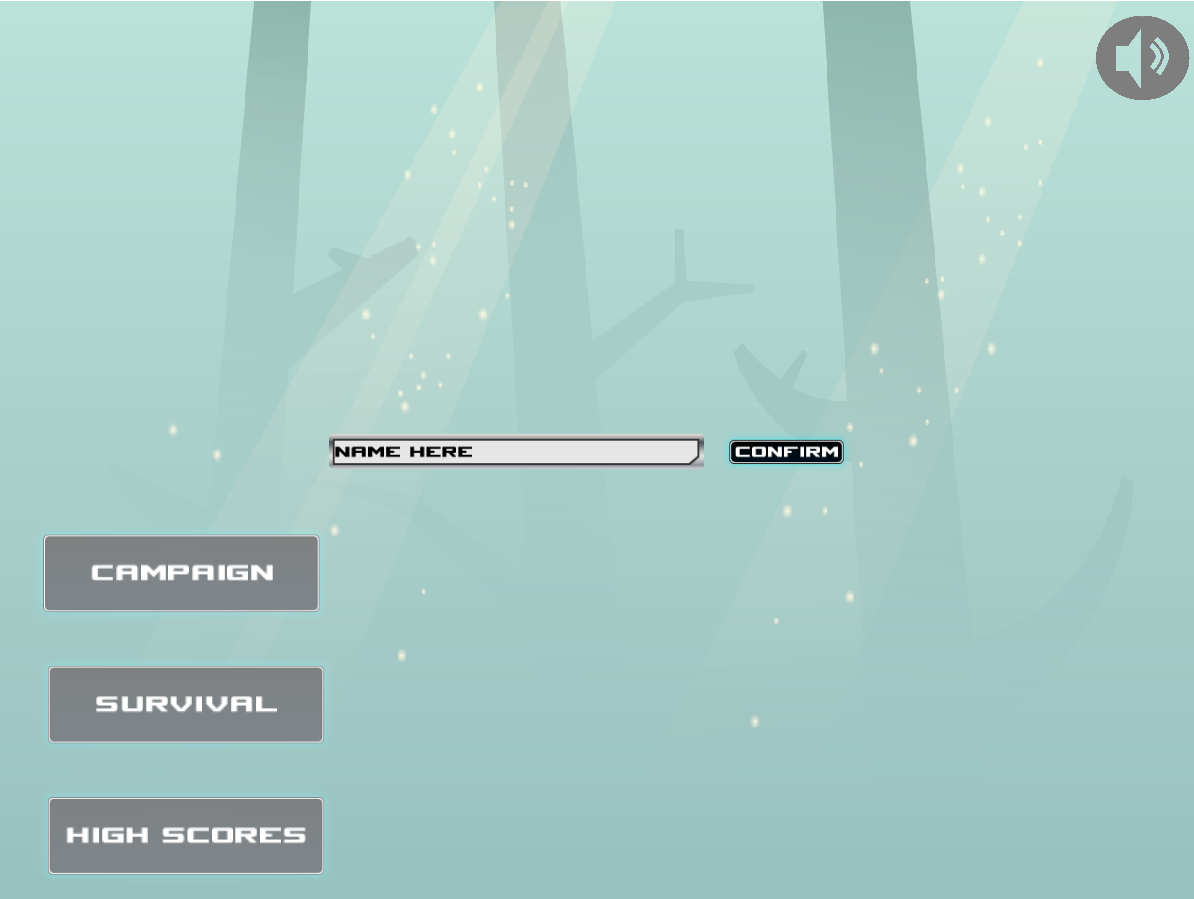 NAME HERE
CONFIRM
CAMPAIGN
SURVIVAL
HIGH SCORES